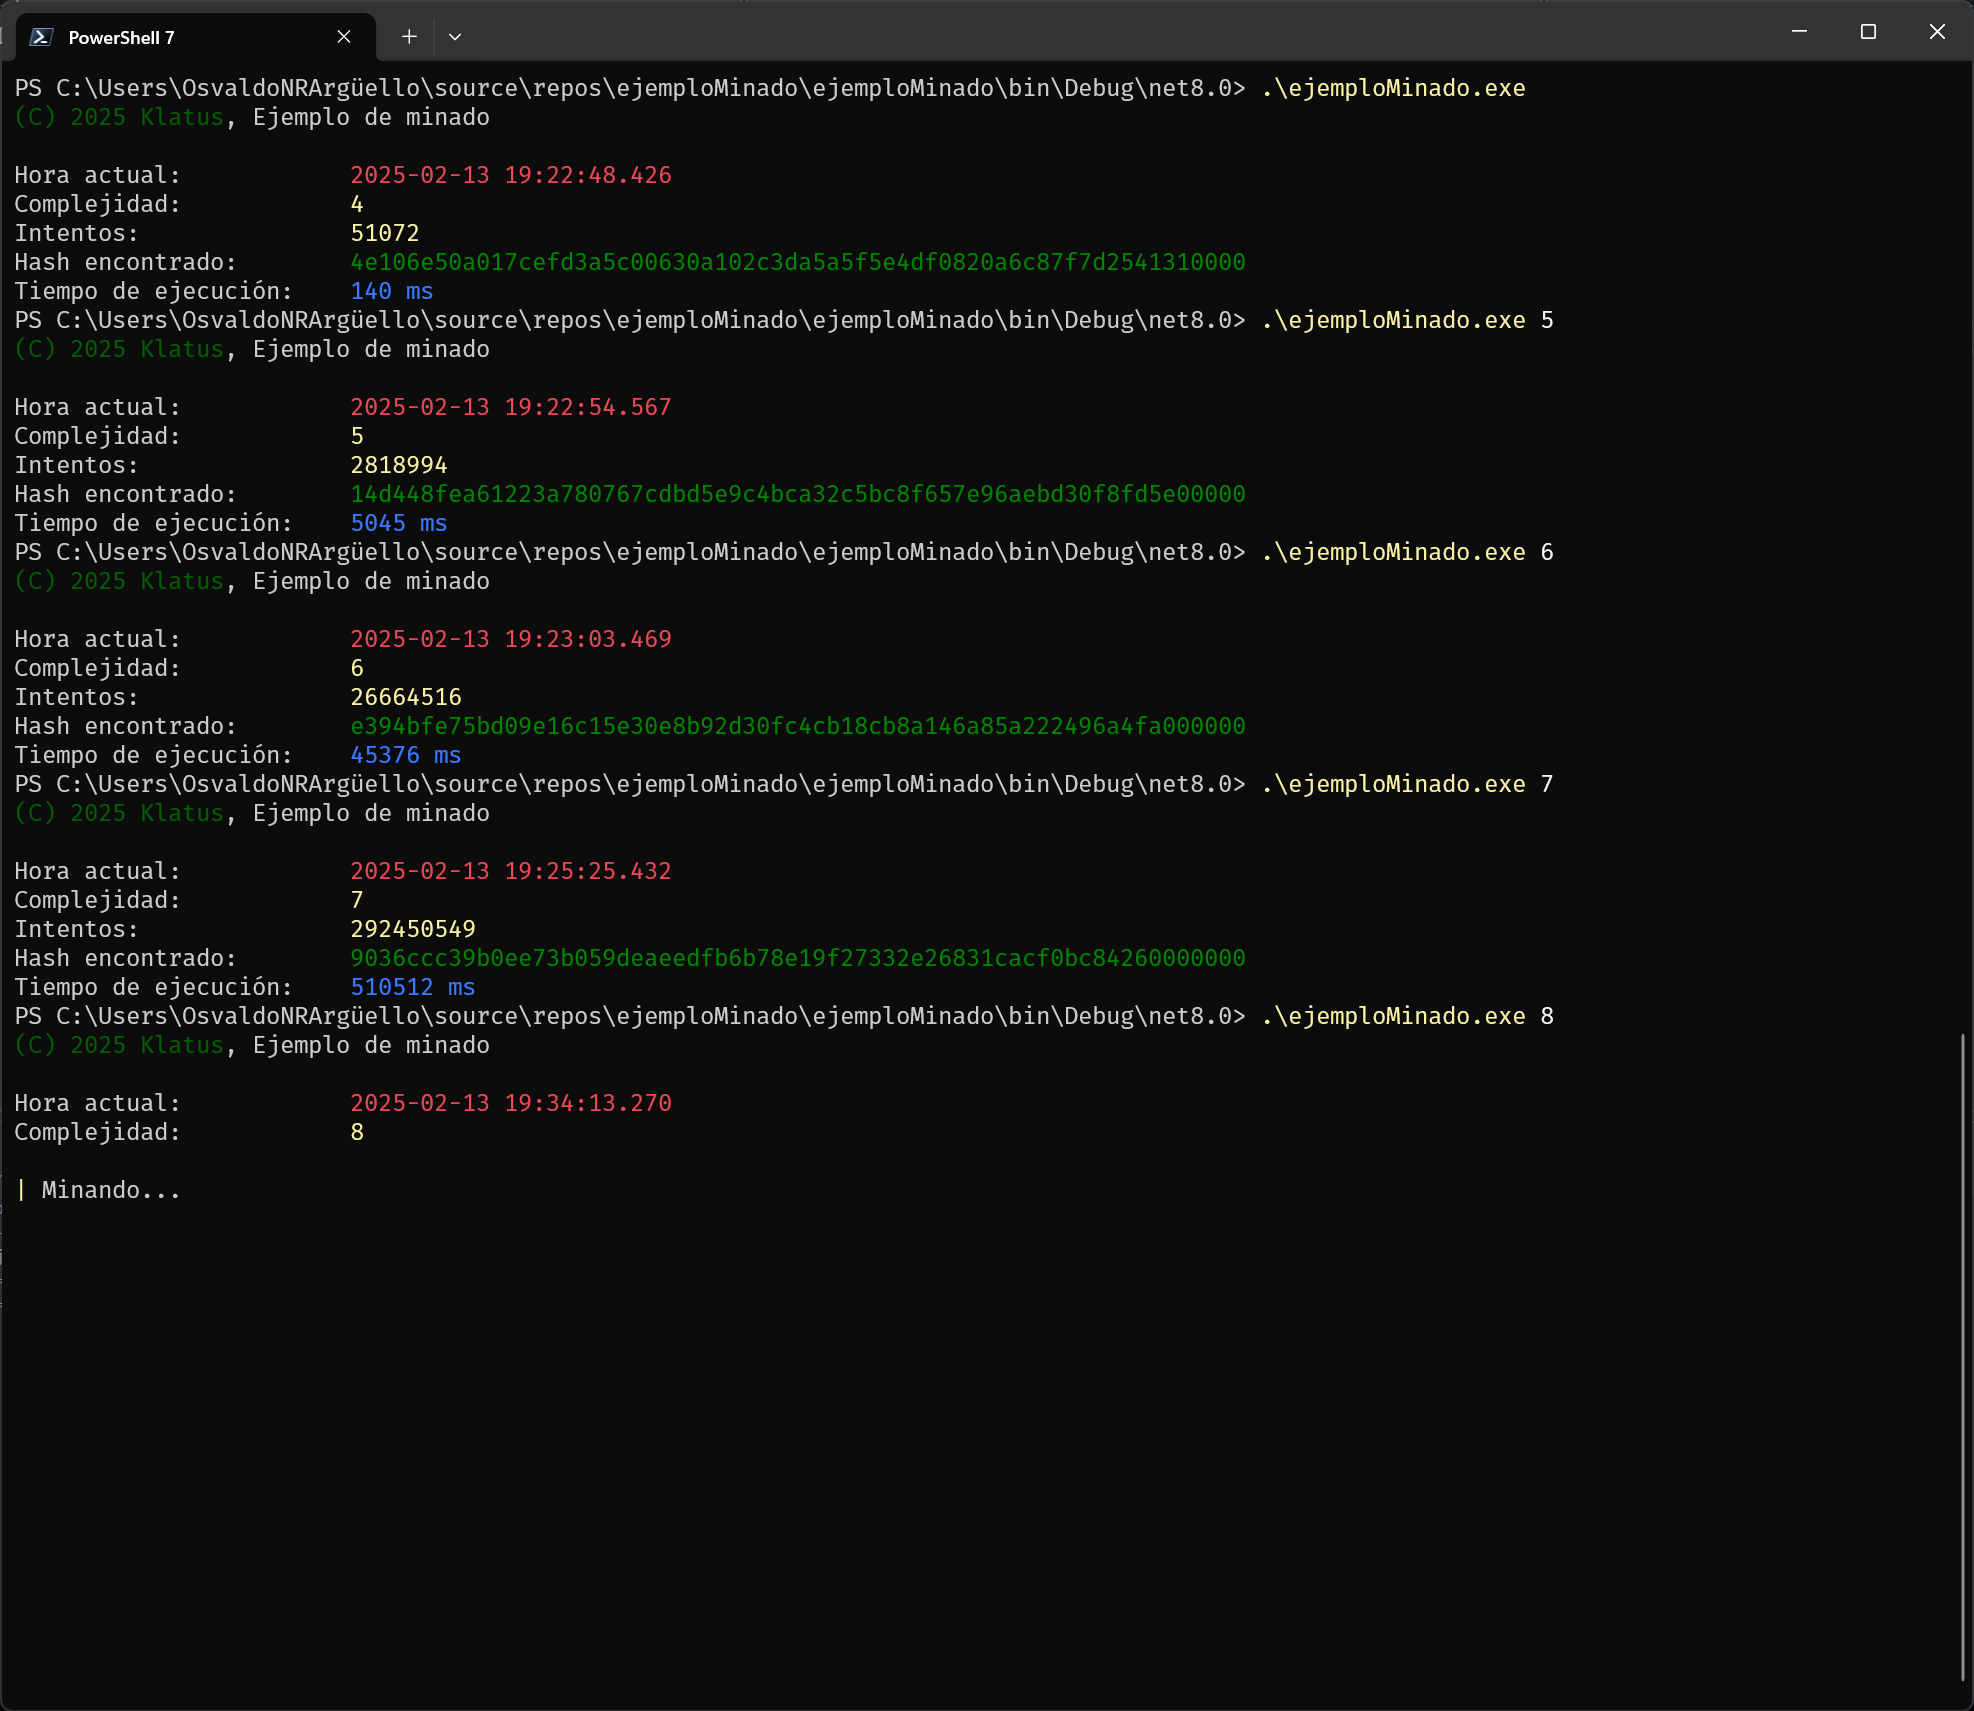 PowerShell 7
PS C:\Users\OsvaldoNRArgüello\source\repos\ejemploMinado\ejemploMinado\bin\Debug\net8.0> .\ejemploMinado.exe
(C) 2025 Klatus, Ejemplo de minado
Hora actual: 2025-02-13 19:22:48.426
Complejidad: 4
Intentos: 51072
Hash encontrado: 4e106e50a017cefd3a5c00630a102c3da5a5f5e4df0820a6c87f7d2541310000
Tiempo de ejecución: 140 ms
PS C:\Users\OsvaldoNRArgüello\source\repos\ejemploMinado\ejemploMinado\bin\Debug\net8.0> .\ejemploMinado.exe 5
(C) 2025 Klatus, Ejemplo de minado
Hora actual: 2025-02-13 19:22:54.567
Complejidad: 5
Intentos: 2818994
Hash encontrado: 14d448fea61223a780767cdbd5e9c4bca32c5bc8f657e96aebd30f8fd5e00000
Tiempo de ejecución: 5045 ms
PS C:\Users\OsvaldoNRArgüello\source\repos\ejemploMinado\ejemploMinado\bin\Debug\net8.0> .\ejemploMinado.exe 6
(C) 2025 Klatus, Ejemplo de minado
Hora actual: 2025-02-13 19:23:03.469
Complejidad: 6
Intentos: 26664516
Hash encontrado: e394bfe75bd09e16c15e30e8b92d30fc4cb18cb8a146a85a222496a4fa000000
Tiempo de ejecución: 45376 ms
PS C:\Users\OsvaldoNRArgüello\source\repos\ejemploMinado\ejemploMinado\bin\Debug\net8.0> .\ejemploMinado.exe 7
(C) 2025 Klatus, Ejemplo de minado
Hora actual: 2025-02-13 19:25:25.432
Complejidad: 7
Intentos: 292450549
Hash encontrado: 9036ccc39b0ee73b059deaeedfb6b78e19f27332e26831cacf0bc84260000000
Tiempo de ejecución: 510512 ms
PS C:\Users\OsvaldoNRArgüello\source\repos\ejemploMinado\ejemploMinado\bin\Debug\net8.0> .\ejemploMinado.exe 8
(C) 2025 Klatus, Ejemplo de minado
Hora actual: 2025-02-13 19:34:13.270
Complejidad: 8
| Minando...